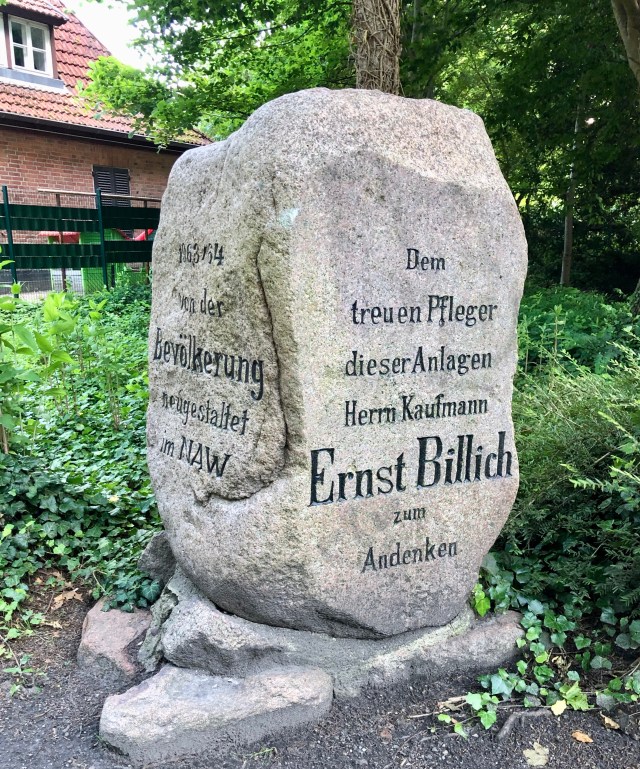 1963/64
von der
Bevölkerung
neugestaltet
im NAW
Dem
treuen Pfleger
dieser Anlagen
Herrn Kaufmann
Ernst Billich
zum
Andenken